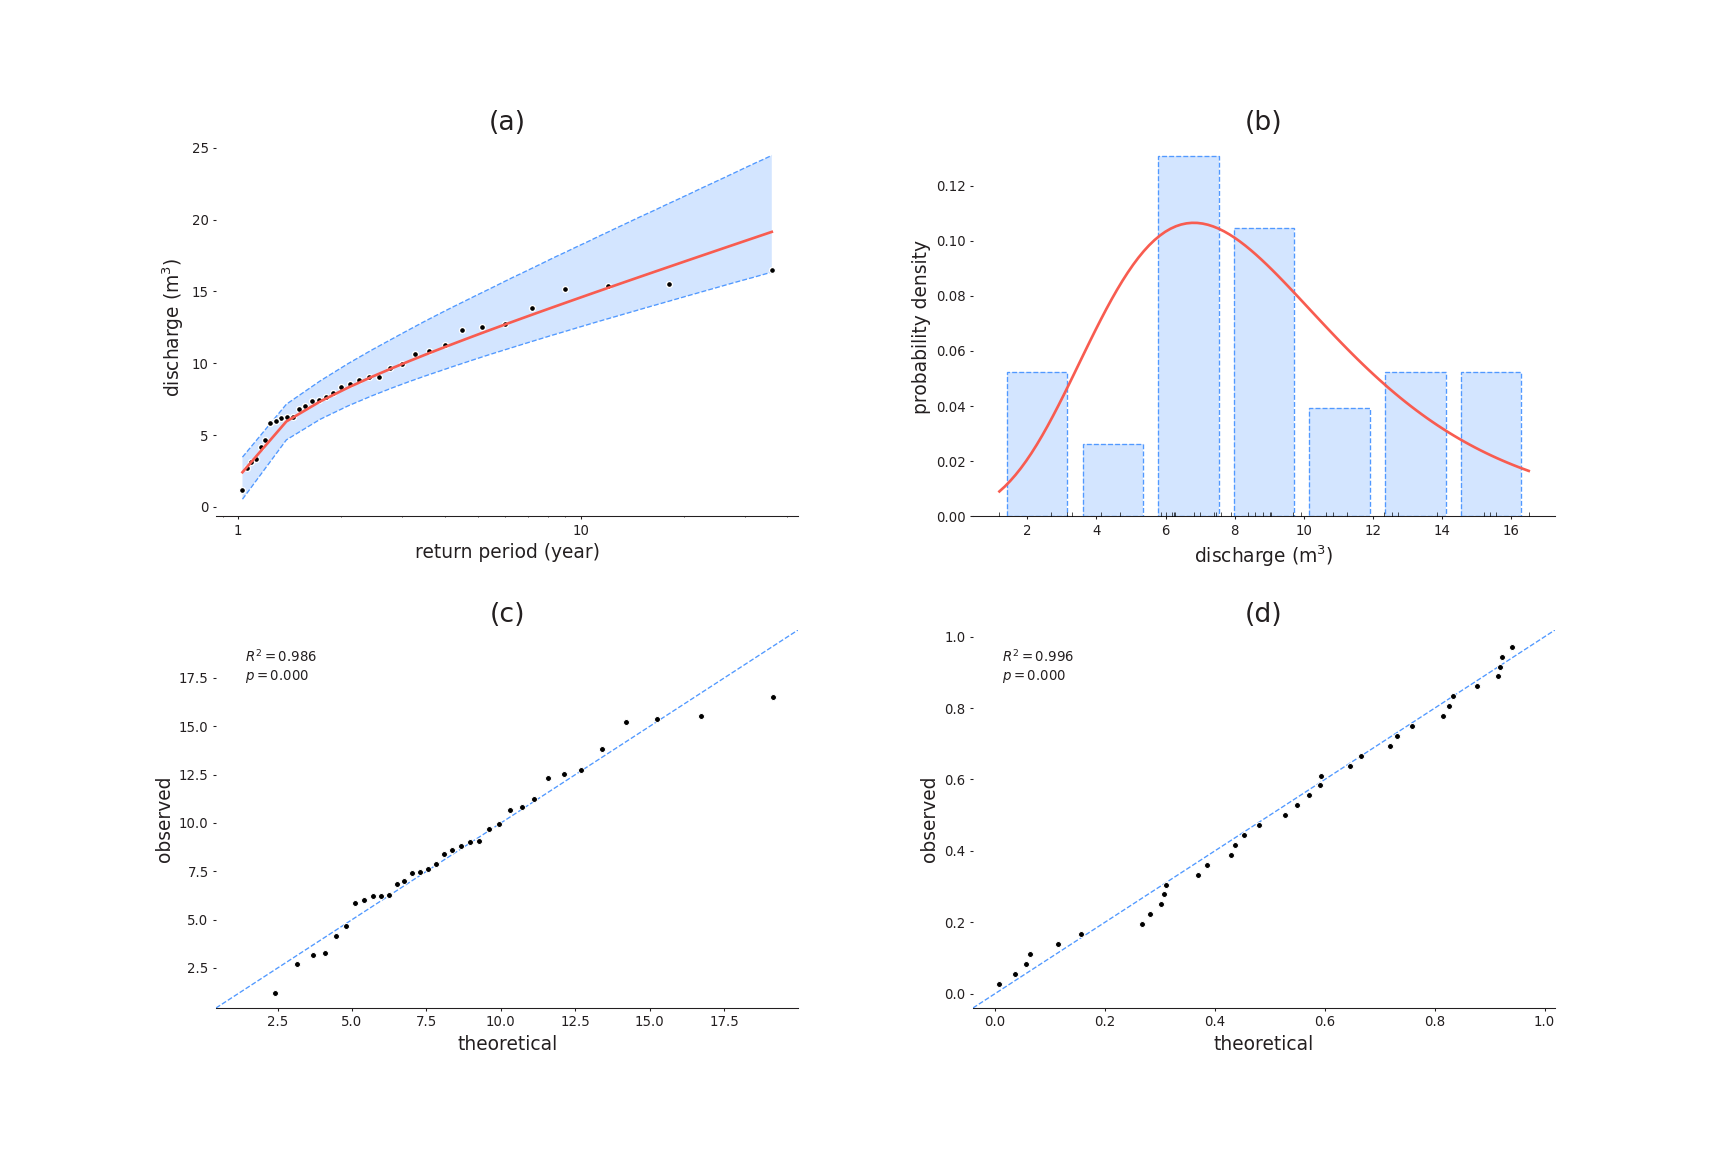 (a)
25
20
15
10
5
0
discharge (m³)
1
10
return period (year)
(b)
0.12
0.10
0.08
0.06
0.04
0.02
0.00
probability density
2 4 6 8 10 12 14 16
discharge (m³)
(c)
R² = 0.986
p = 0.000
17.5
15.0
12.5
10.0
7.5
5.0
2.5
observed
2.5 5.0 7.5 10.0 12.5 15.0 17.5
theoretical
(d)
R² = 0.996
p = 0.000
1.0
0.8
0.6
0.4
0.2
0.0
observed
0.0 0.2 0.4 0.6 0.8 1.0
theoretical